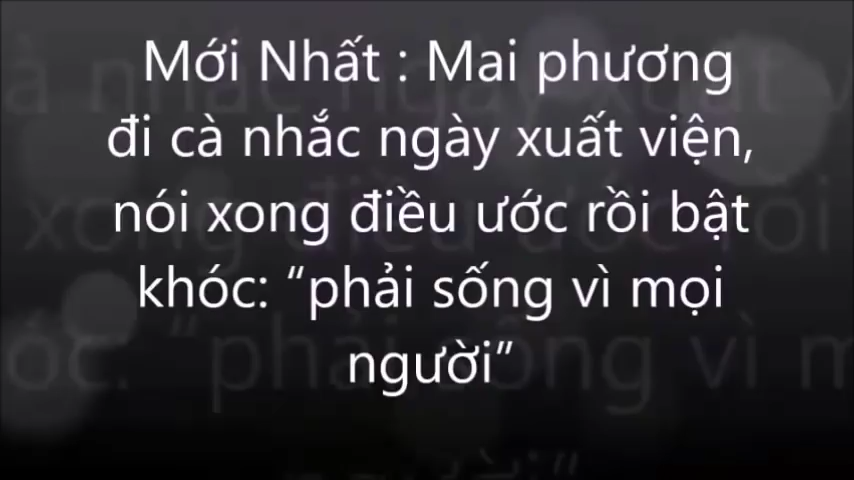 Mới Nhất : Mai phương
đi cà nhắc ngày xuất viện,
nói xong điều ước rồi bật
khóc: “phải sống vì mọi
người”